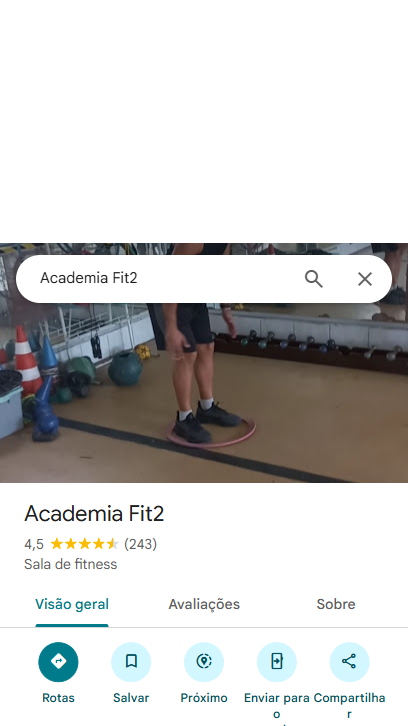 Academia Fit2
Academia Fit2
4,5 (243)
Sala de fitness
Visão geral
Avaliações
Sobre
Rotas
Salvar
Próximo
Enviar para o
Compartilhar